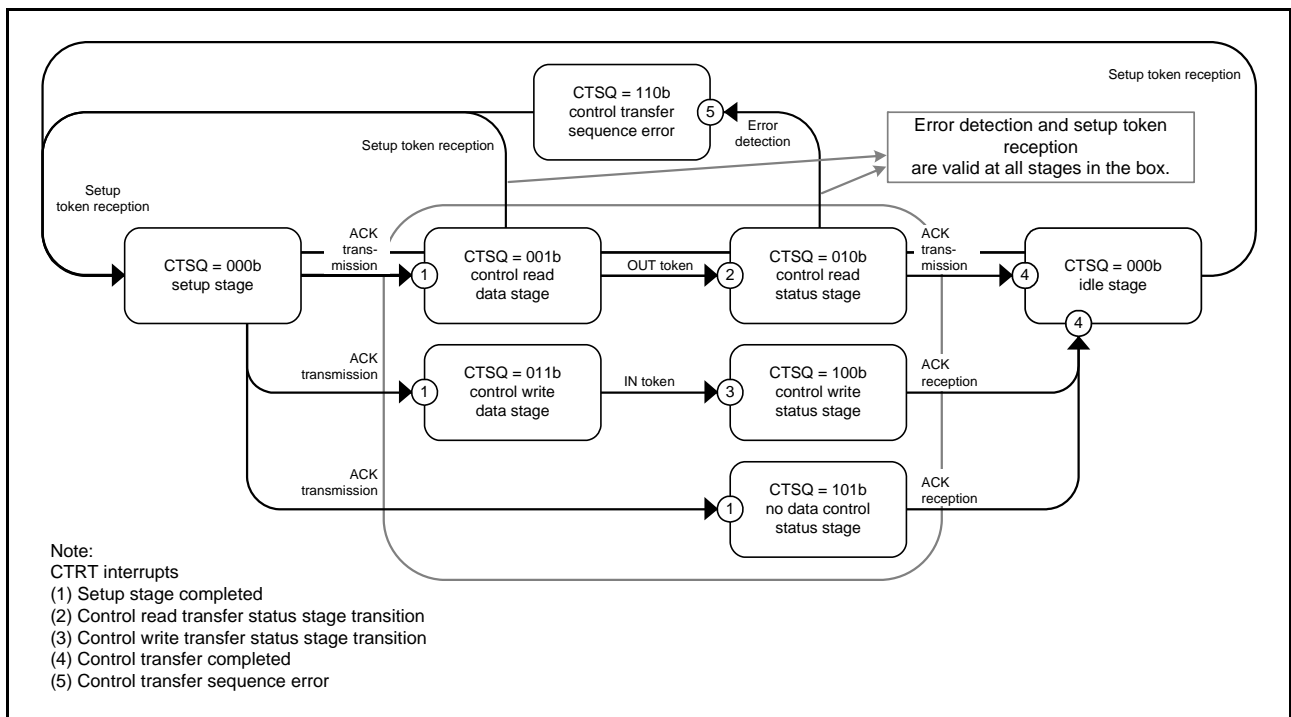 Setup token reception
CTSQ = 110b
control transfer
sequence error
5
Error
detection
Error detection and setup token
reception
are valid at all stages in the box.
Setup token reception
Setup
token reception
CTSQ = 000b
setup stage
ACK
trans-
mission
1
CTSQ = 001b
control read
data stage
OUT token
2
CTSQ = 010b
control read
status stage
ACK
trans-
mission
4
CTSQ = 000b
idle stage
4
ACK
transmission
1
CTSQ = 011b
control write
data stage
IN token
3
CTSQ = 100b
control write
status stage
ACK
reception
ACK
transmission
1
CTSQ = 101b
no data control
status stage
ACK
reception
Note:
CTRT interrupts
(1) Setup stage completed
(2) Control read transfer status stage transition
(3) Control write transfer status stage transition
(4) Control transfer completed
(5) Control transfer sequence error